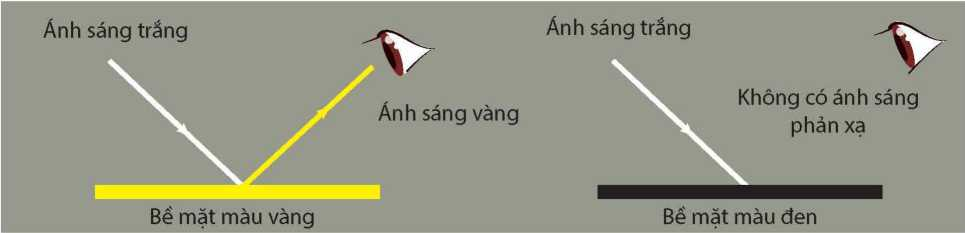 Ánh sáng trắng
Ánh sáng vàng
Bề mặt màu vàng
Ánh sáng trắng
Không có ánh sáng
phản xạ
Bề mặt màu đen